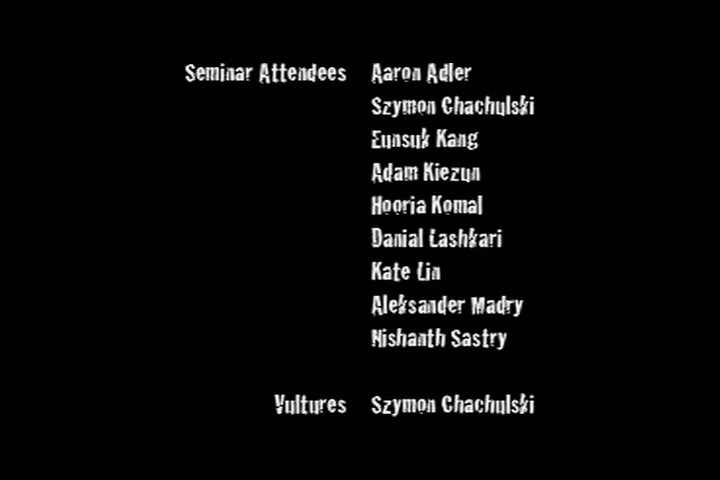 Seminar Attendees Aaron Adler
Szymon Chachulski
Eunsuk Kang
Adam Kiezun
Hooria Komal
Danial Lashkari
Kate Lin
Aleksander Madry
Nishanth Sastry
Vultures Szymon Chachulski